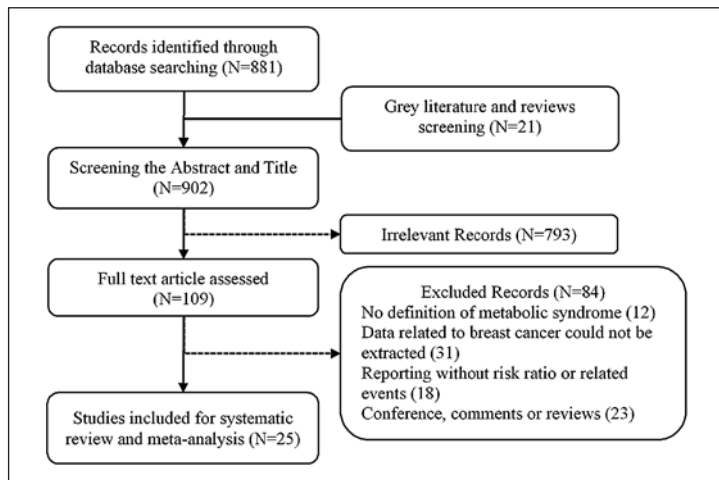 Records identified through
database searching (N=881)
Grey literature and reviews
screening (N=21)
Screening the Abstract and Title
(N=902)
Irrelevant Records (N=793)
Full text article assessed
(N=109)
Excluded Records (N=84)
No definition of metabolic syndrome (12)
Data related to breast cancer could not be
extracted (31)
Reporting without risk ratio or related
events (18)
Conference, comments or reviews (23)
Studies included for systematic
review and meta-analysis (N=25)